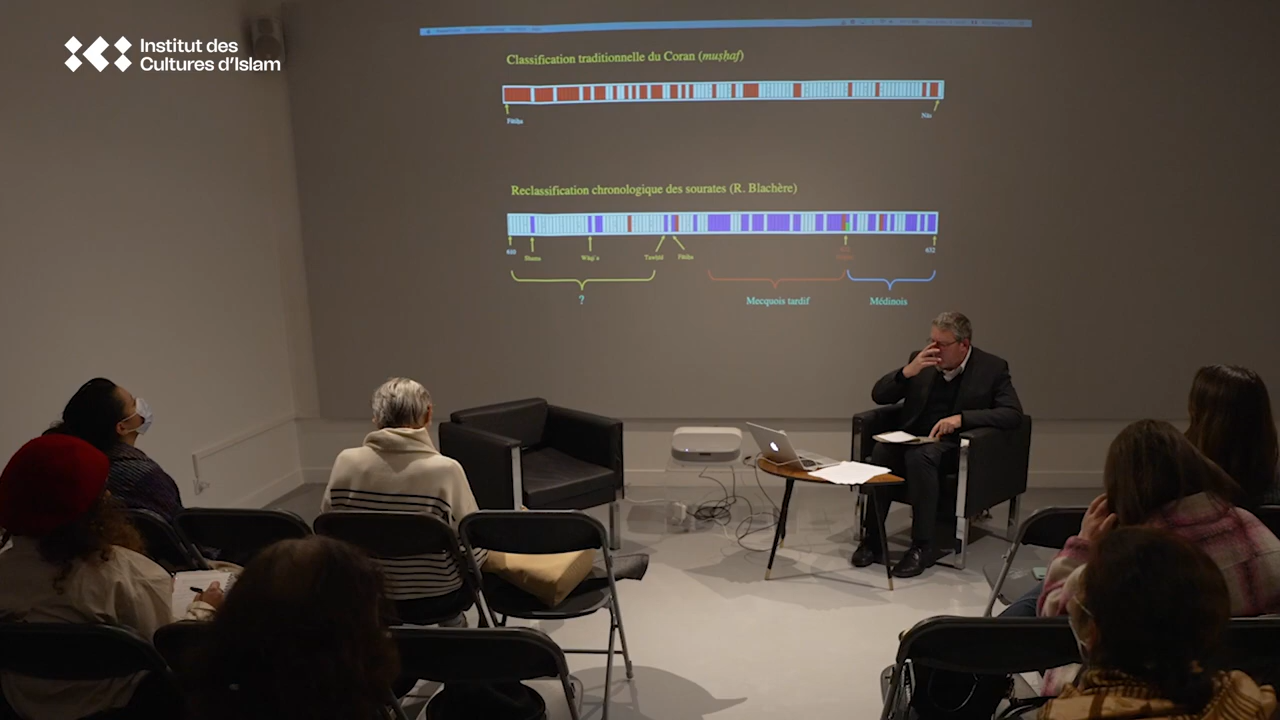 Institut des
Cultures d'Islam
Classification traditionnelle du Coran (muṣḥaf)
Fātiḥa
Nās
Reclassification chronologique des sourates (R. Blachère)
610
Shams
Wāqi'a
Tawḥīd
Fātiḥa
632
?
Mecquois tardif
Médinois